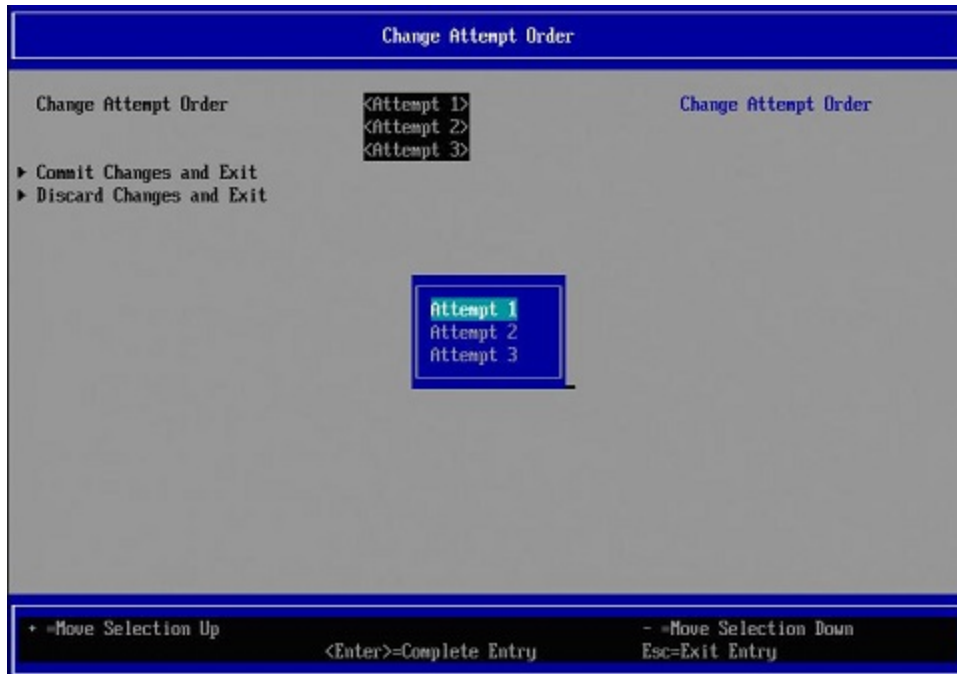 Change Attempt Order
Change Attempt Order <Attempt 1> Change Attempt Order
<Attempt 2>
<Attempt 3>
▶ Commit Changes and Exit
▶ Discard Changes and Exit
Attempt 1
Attempt 2
Attempt 3
+ =Move Selection Up - =Move Selection Down
<Enter>=Complete Entry Esc=Exit Entry